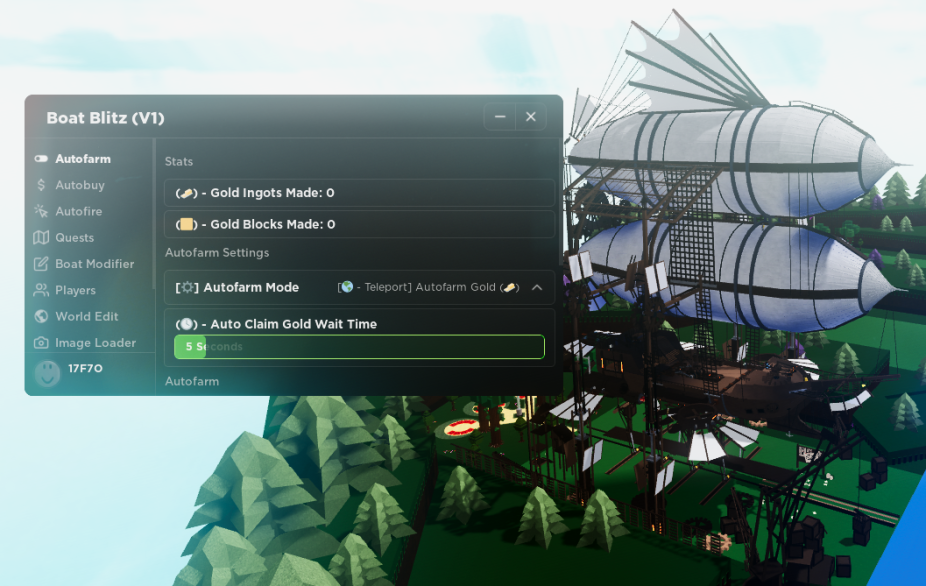 Boat Blitz (V1)
Autofarm
Autobuy
Autofire
Quests
Boat Modifier
Players
World Edit
Image Loader
17F7O
Stats
() - Gold Ingots Made: 0
() - Gold Blocks Made: 0
Autofarm Settings
[] Autofarm Mode
[ - Teleport] Autofarm Gold ()
() - Auto Claim Gold Wait Time
5 Seconds
Autofarm